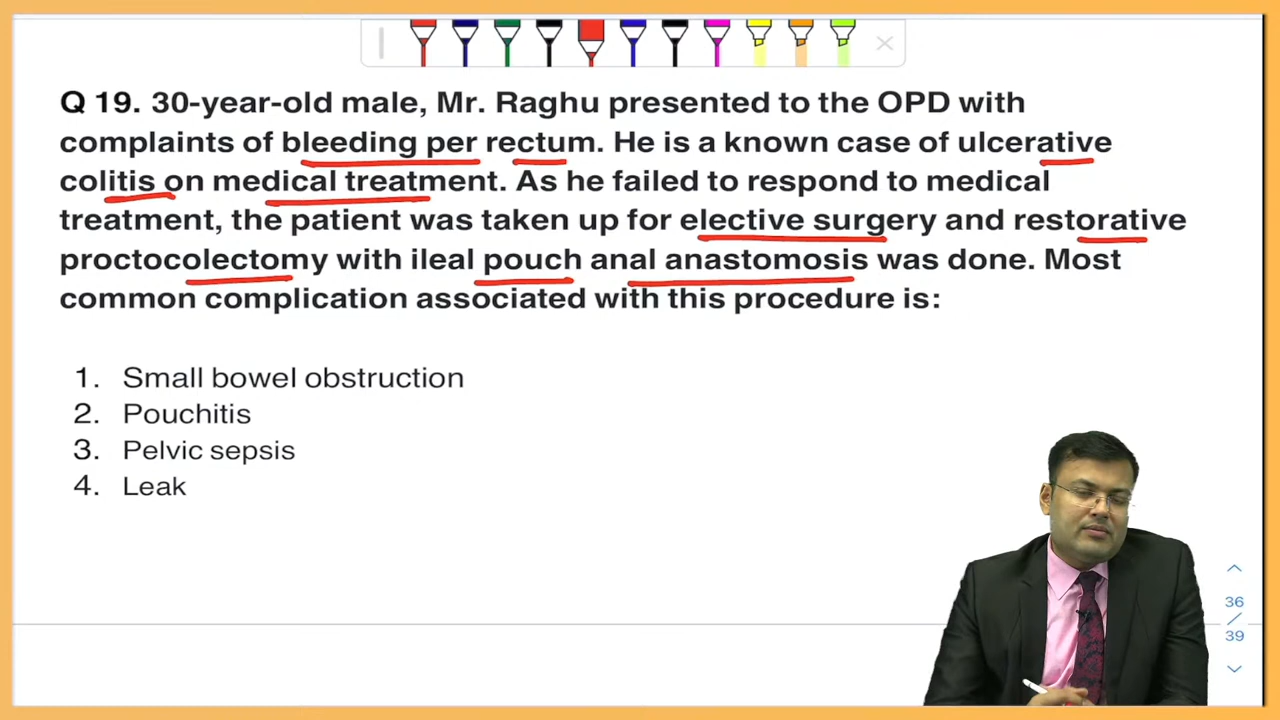 Q 19. 30-year-old male, Mr. Raghu presented to the OPD with
complaints of bleeding per rectum. He is a known case of ulcerative
colitis on medical treatment. As he failed to respond to medical
treatment, the patient was taken up for elective surgery and restorative
proctocolectomy with ileal pouch anal anastomosis was done. Most
common complication associated with this procedure is:
1. Small bowel obstruction
2. Pouchitis
3. Pelvic sepsis
4. Leak
36
39